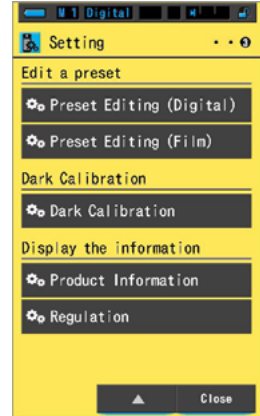 M 1 Digital M
Setting 3
Edit a preset
Preset Editing (Digital)
Preset Editing (Film)
Dark Calibration
Dark Calibration
Display the information
Product Information
Regulation
Close